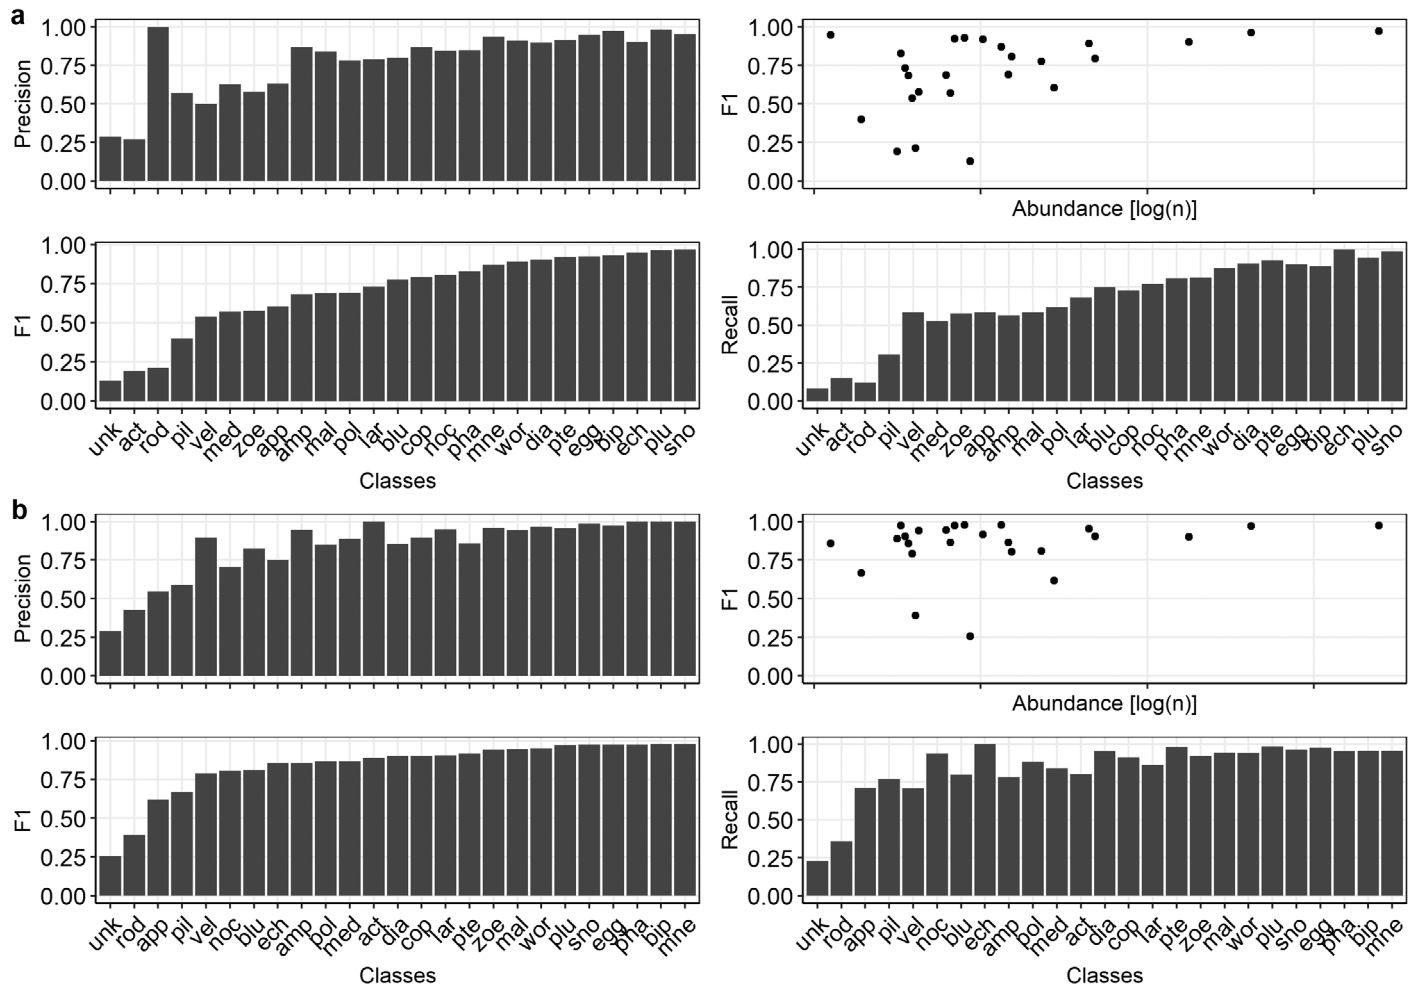 a
Precision
1.00
0.75
0.50
0.25
0.00
F1
1.00
0.75
0.50
0.25
0.00
Abundance [log(n)]
F1
1.00
0.75
0.50
0.25
0.00
unk act rod pil vel med zoe app amp mal pol lar blu cop noc pha mne wor dia pte egg bip ech plu sno
Classes
Recall
1.00
0.75
0.50
0.25
0.00
unk act rod pil vel med zoe app amp mal pol lar blu cop noc pha mne wor dia pte egg bip ech plu sno
Classes
b
Precision
1.00
0.75
0.50
0.25
0.00
F1
1.00
0.75
0.50
0.25
0.00
Abundance [log(n)]
F1
1.00
0.75
0.50
0.25
0.00
unk rod app pil vel noc blu ech amp pol med act dia cop lar pte zoe mal wor plu sno egg pha bip mne
Classes
Recall
1.00
0.75
0.50
0.25
0.00
unk rod app pil vel noc blu ech amp pol med act dia cop lar pte zoe mal wor plu sno egg pha bip mne
Classes